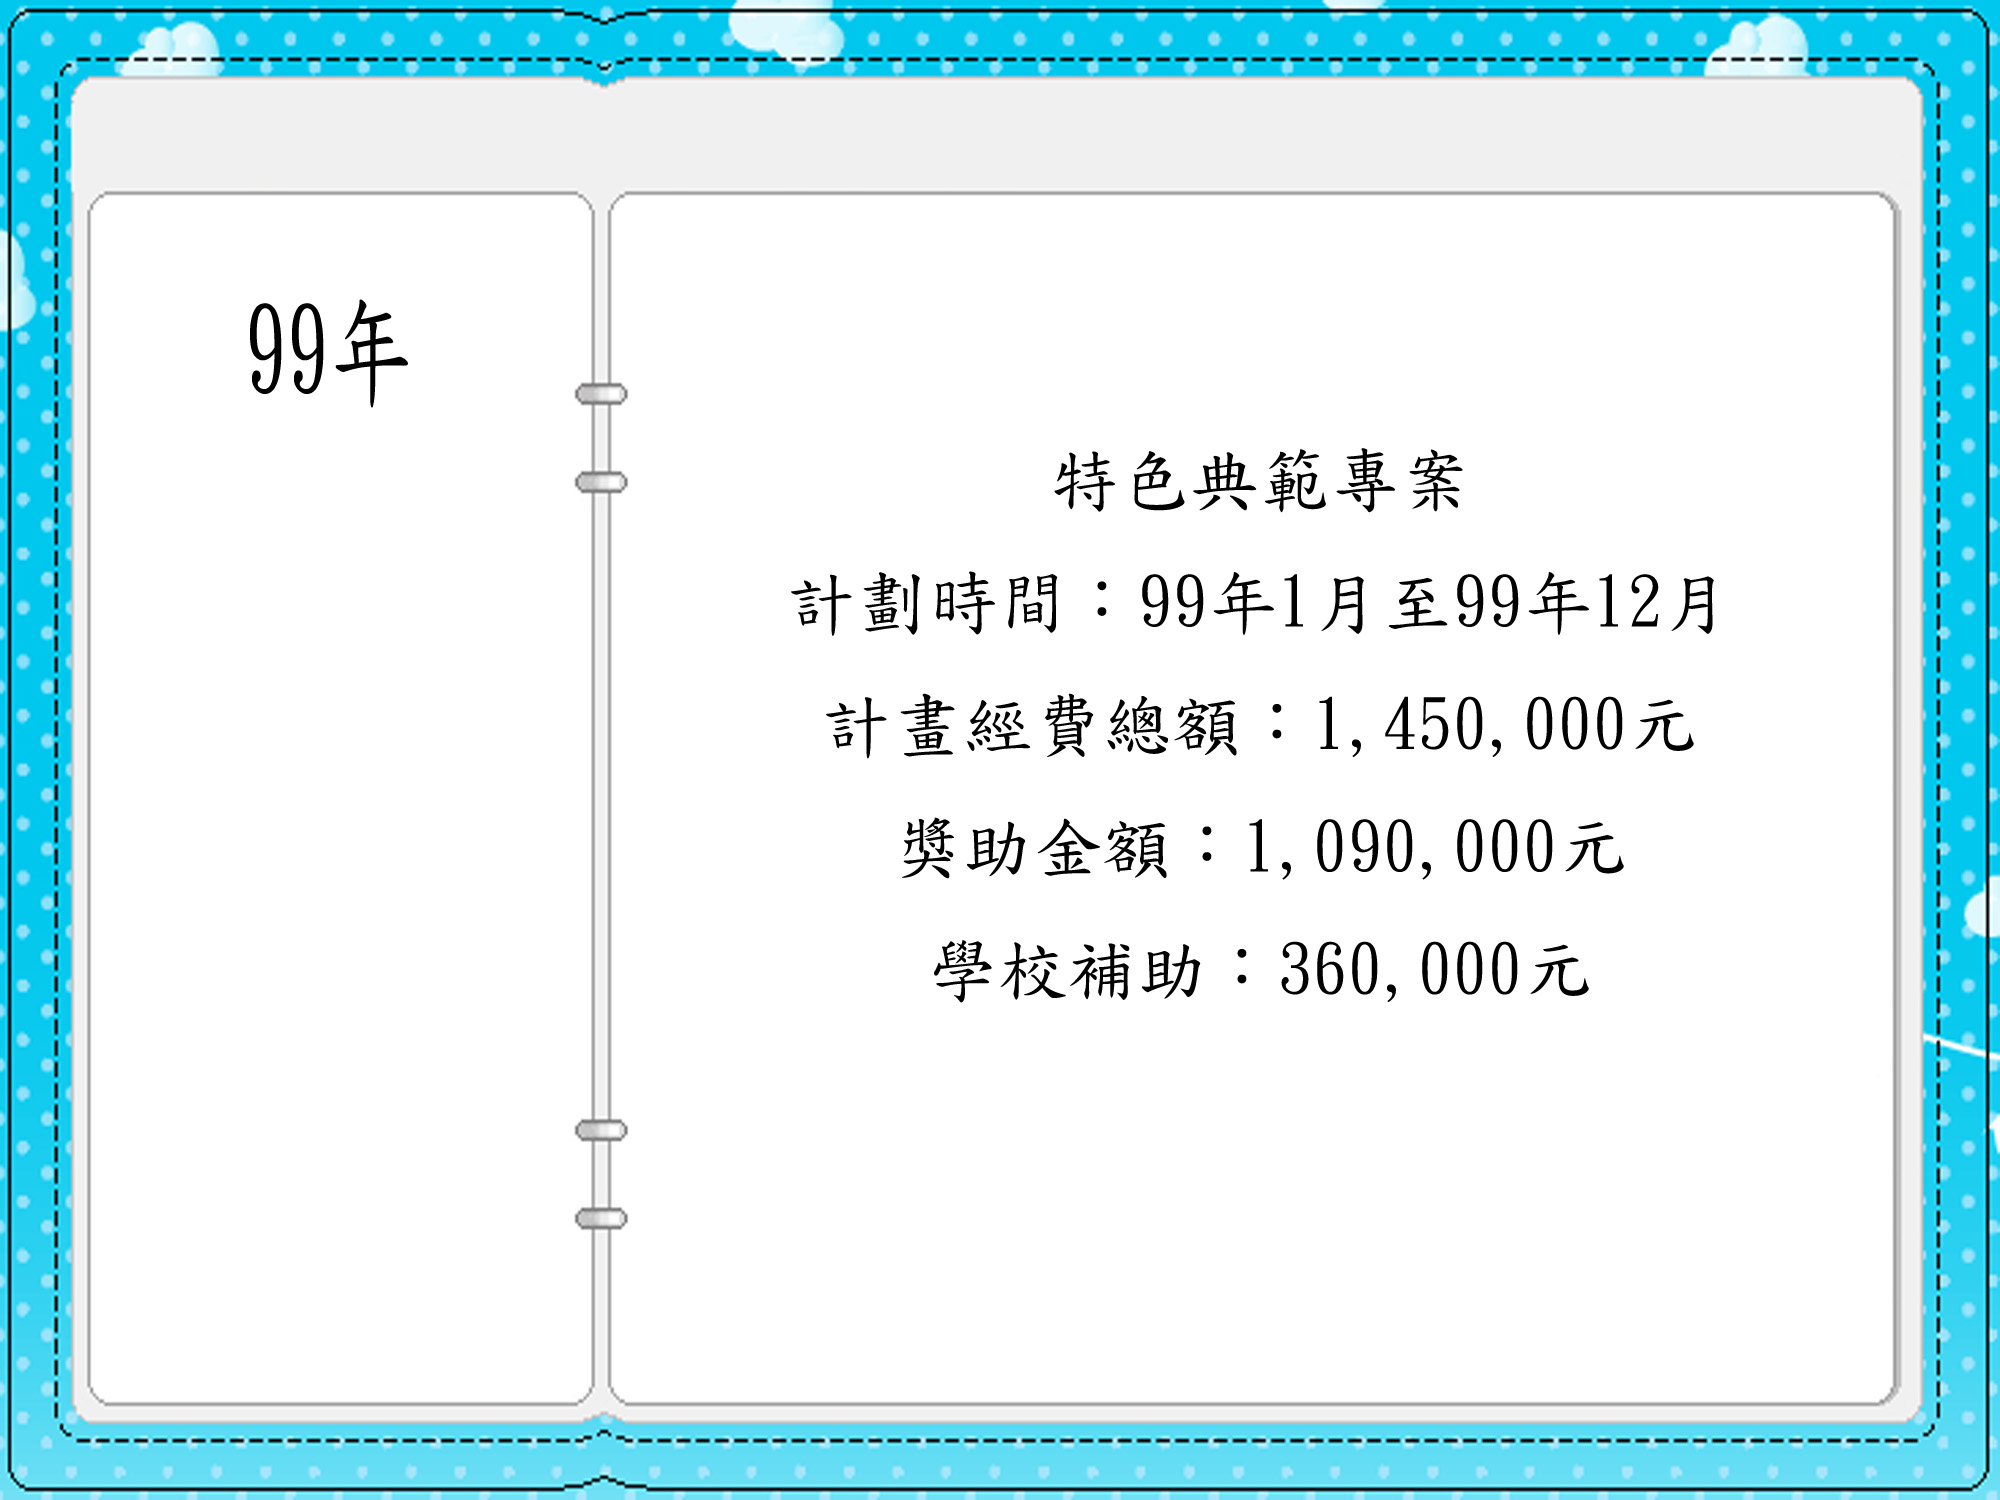 99年
特色典範專案
計劃時間：99年1月至99年12月
計畫經費總額：1,450,000元
獎助金額：1,090,000元
學校補助：360,000元